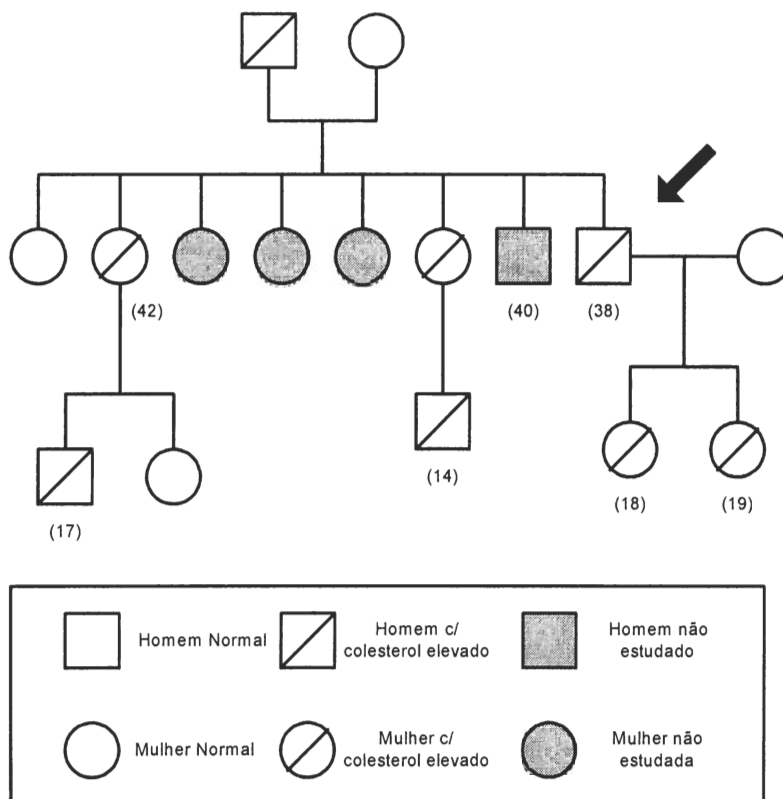 (42)
(40)
(38)
(14)
(18)
(19)
(17)
Homem Normal
Homem c/
colesterol elevado
Homem não
estudado
Mulher Normal
Mulher c/
colesterol elevado
Mulher não
estudada